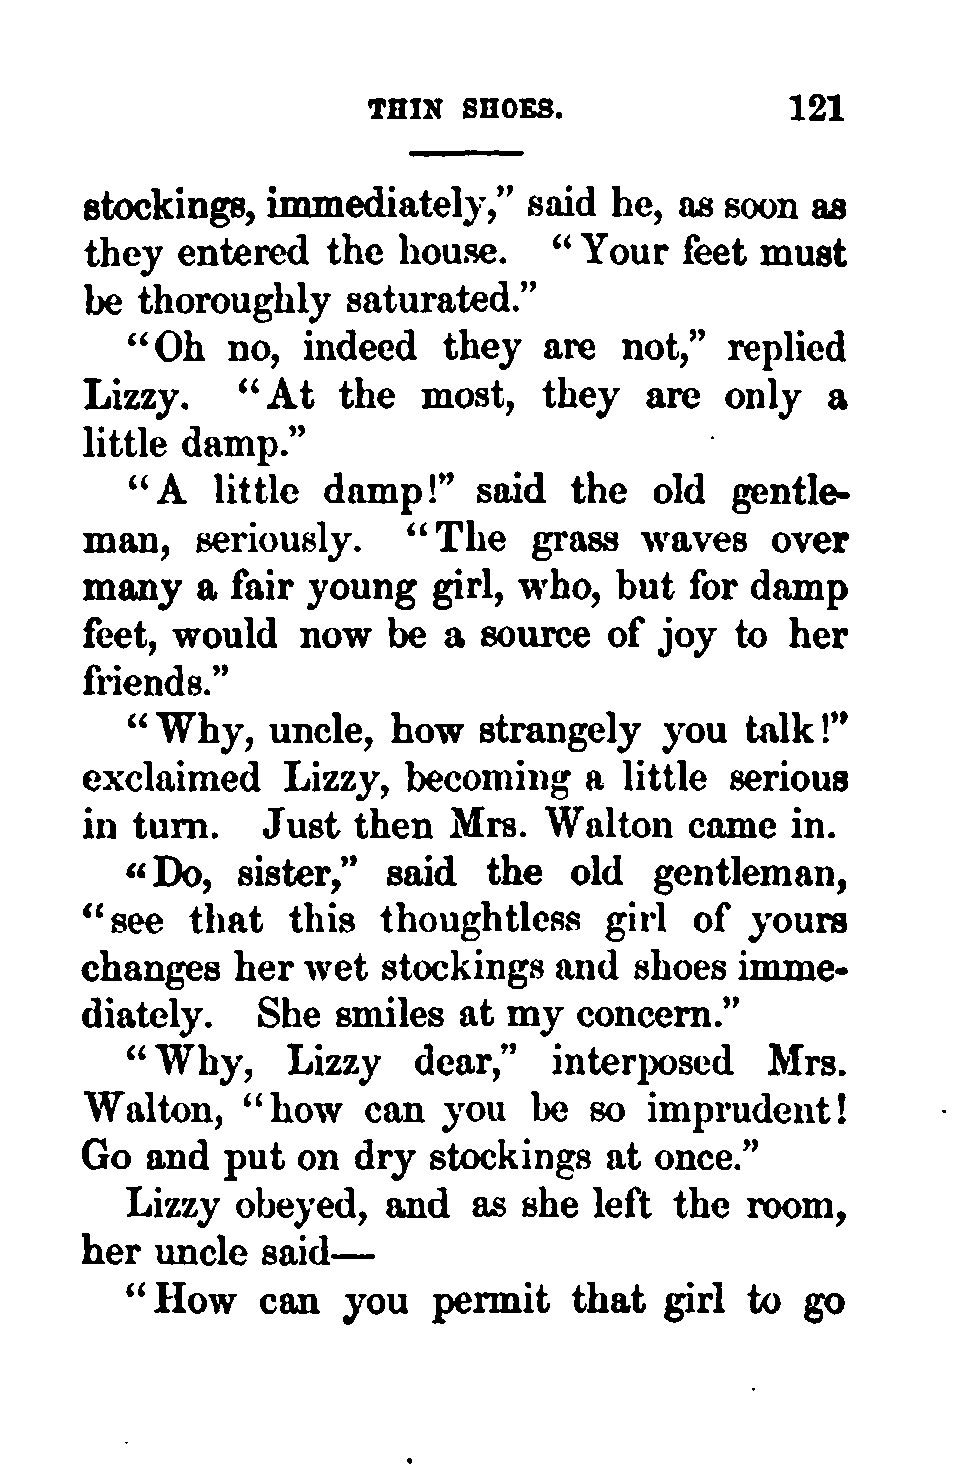 THIN SHOES. 121
stockings, immediately," said he, as soon as
they entered the house. "Your feet must
be thoroughly saturated."
"Oh no, indeed they are not," replied
Lizzy. "At the most, they are only a
little damp."
"A little damp!" said the old gentle-
man, seriously. "The grass waves over
many a fair young girl, who, but for damp
feet, would now be a source of joy to her
friends."
"Why, uncle, how strangely you talk!"
exclaimed Lizzy, becoming a little serious
in turn. Just then Mrs. Walton came in.
"Do, sister," said the old gentleman,
"see that this thoughtless girl of yours
changes her wet stockings and shoes imme-
diately. She smiles at my concern."
"Why, Lizzy dear," interposed Mrs.
Walton, "how can you be so imprudent!
Go and put on dry stockings at once."
Lizzy obeyed, and as she left the room,
her uncle said—
"How can you permit that girl to go